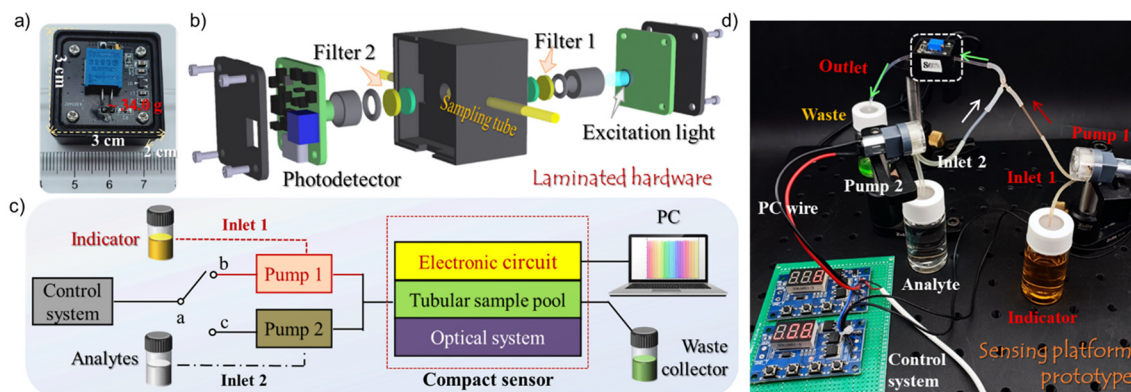 a)
3 cm
34.0 g
3 cm
2 cm
4 5 6 7
b)
Filter 2
Filter 1
Sampling tube
Excitation light
Photodetector
Laminated hardware
c)
Indicator
Inlet 1
PC
Control
system
a
b
c
Pump 1
Pump 2
Electronic circuit
Tubular sample pool
Optical system
Analytes
Inlet 2
Compact sensor
Waste
collector
d)
Outlet
Waste
Pump 1
Inlet 2
Inlet 1
Pump 2
PC wire
Analyte
Indicator
Control
system
Sensing platform
prototype